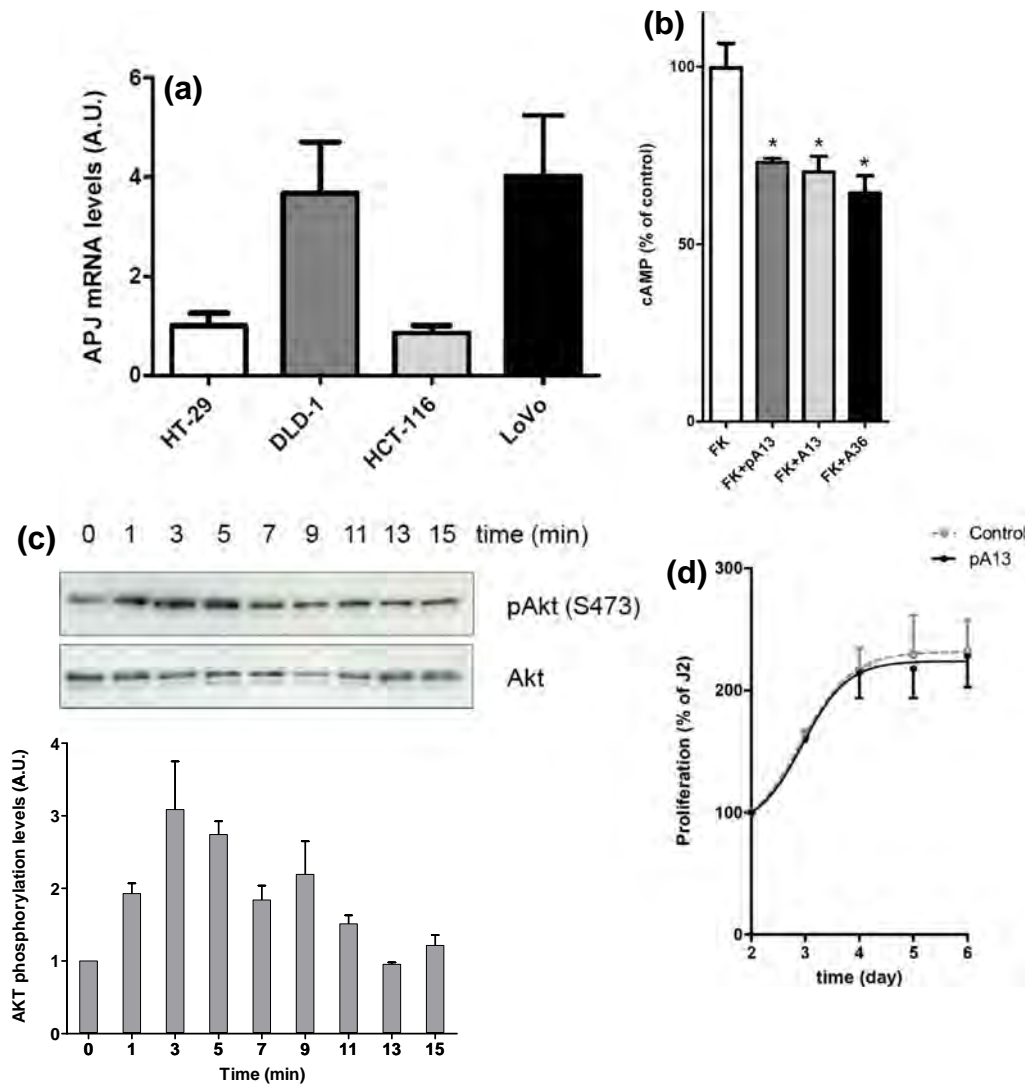 (a)
APJ mRNA levels (A.U.)
6
4
2
0
HT-29
DLD-1
HCT-116
LoVo
(b)
cAMP (% of control)
100
50
0
*
*
*
FK
FK+pA13
FK+A13
FK+A36
(c)
0 1 3 5 7 9 11 13 15 time (min)
pAkt (S473)
Akt
AKT phosphorylation levels (A.U.)
4
3
2
1
0
0 1 3 5 7 9 11 13 15
Time (min)
(d)
Control
pA13
Proliferation (% of J2)
300
200
100
0
2 3 4 5 6
time (day)